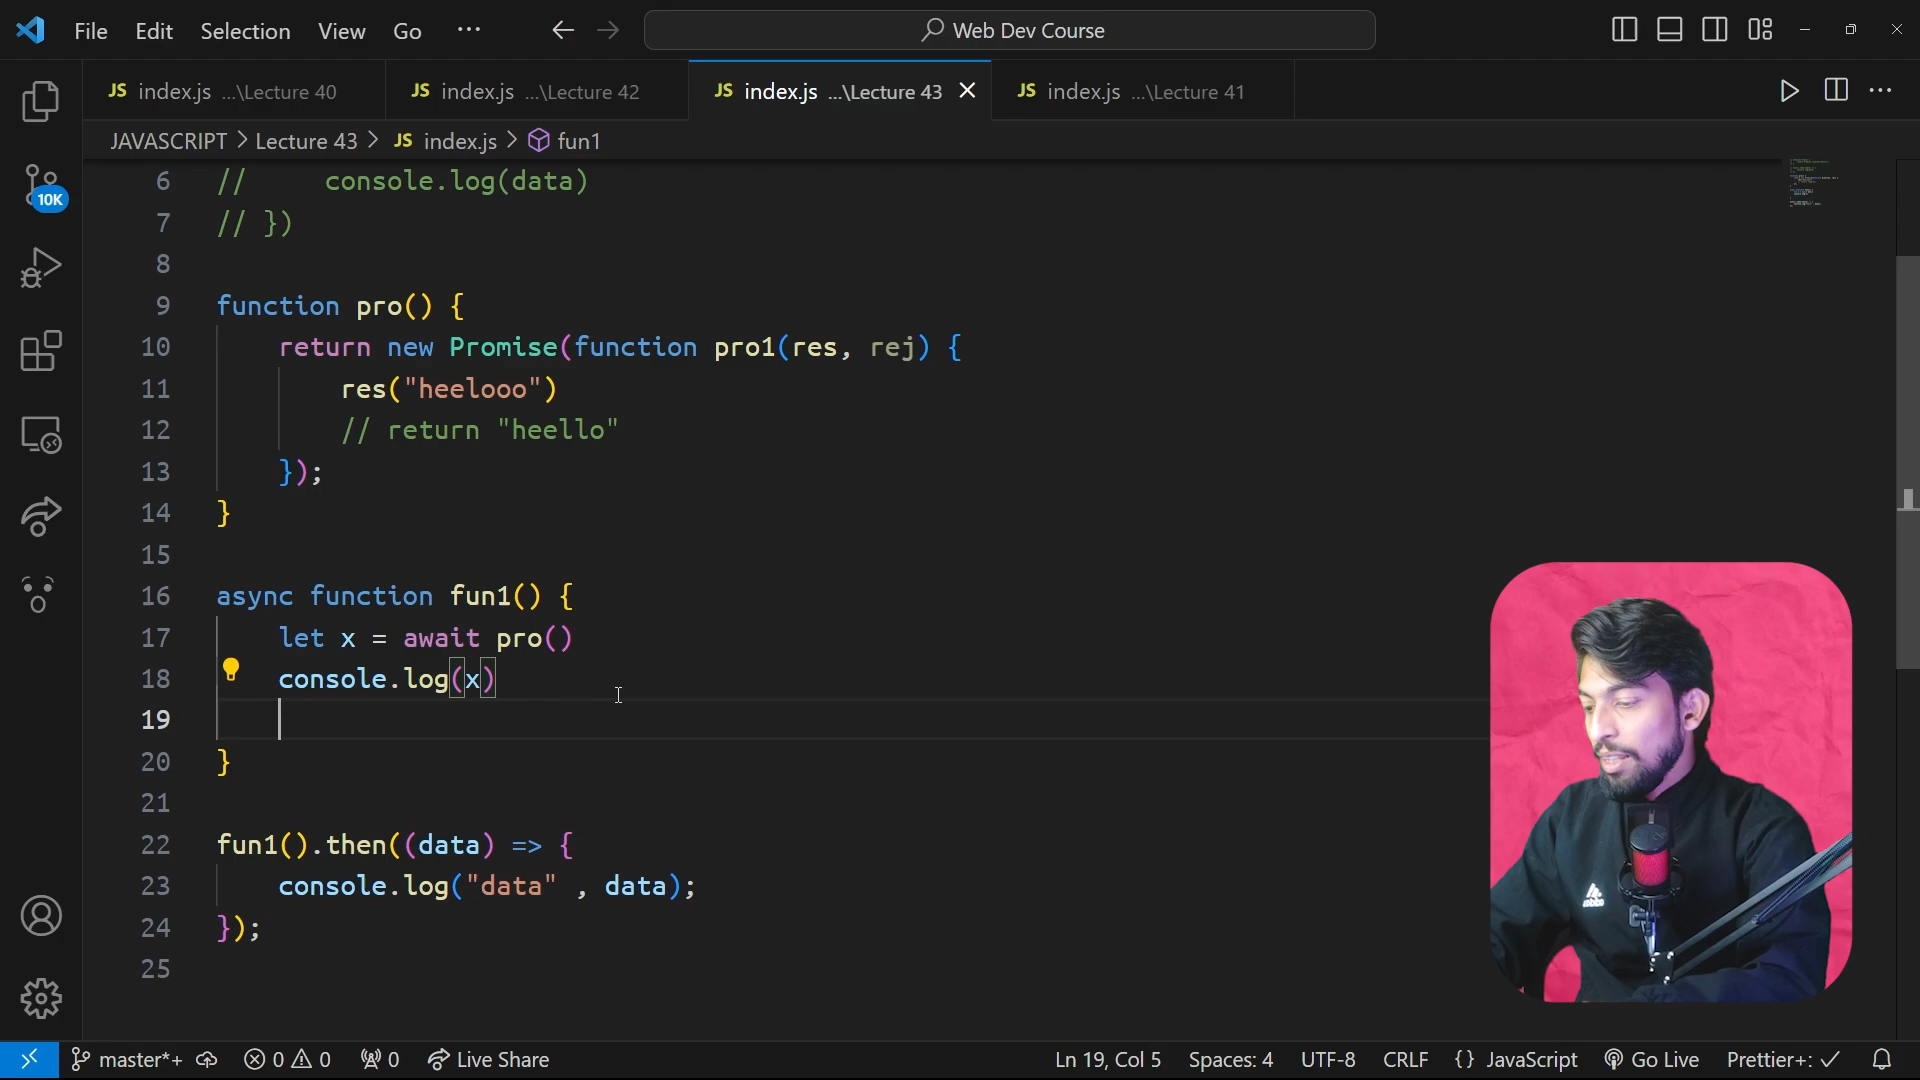 File Edit Selection View Go ··· Web Dev Course
JS index.js ...\Lecture 40 JS index.js ...\Lecture 42 JS index.js ...\Lecture 43 JS index.js ...\Lecture 41
JAVASCRIPT > Lecture 43 > JS index.js > fun1
10K
6 //     console.log(data)
7 // })
8
9 function pro() {
10     return new Promise(function pro1(res, rej) {
11         res("heelooo")
12         // return "heello"
13     });
14 }
15
16 async function fun1() {
17     let x = await pro()
18     console.log(x)
19
20 }
21
22 fun1().then((data) => {
23     console.log("data" , data);
24 });
25
master*+ 0 0 0 Live Share Ln 19, Col 5 Spaces: 4 UTF-8 CRLF {} JavaScript Go Live Prettier+: ✓